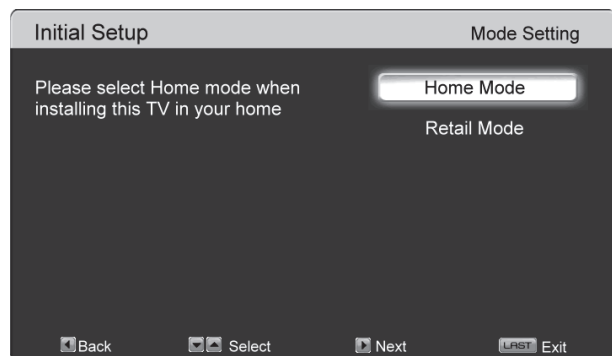 Initial Setup
Mode Setting
Please select Home mode when
installing this TV in your home
Home Mode
Retail Mode
Back Select Next LAST Exit